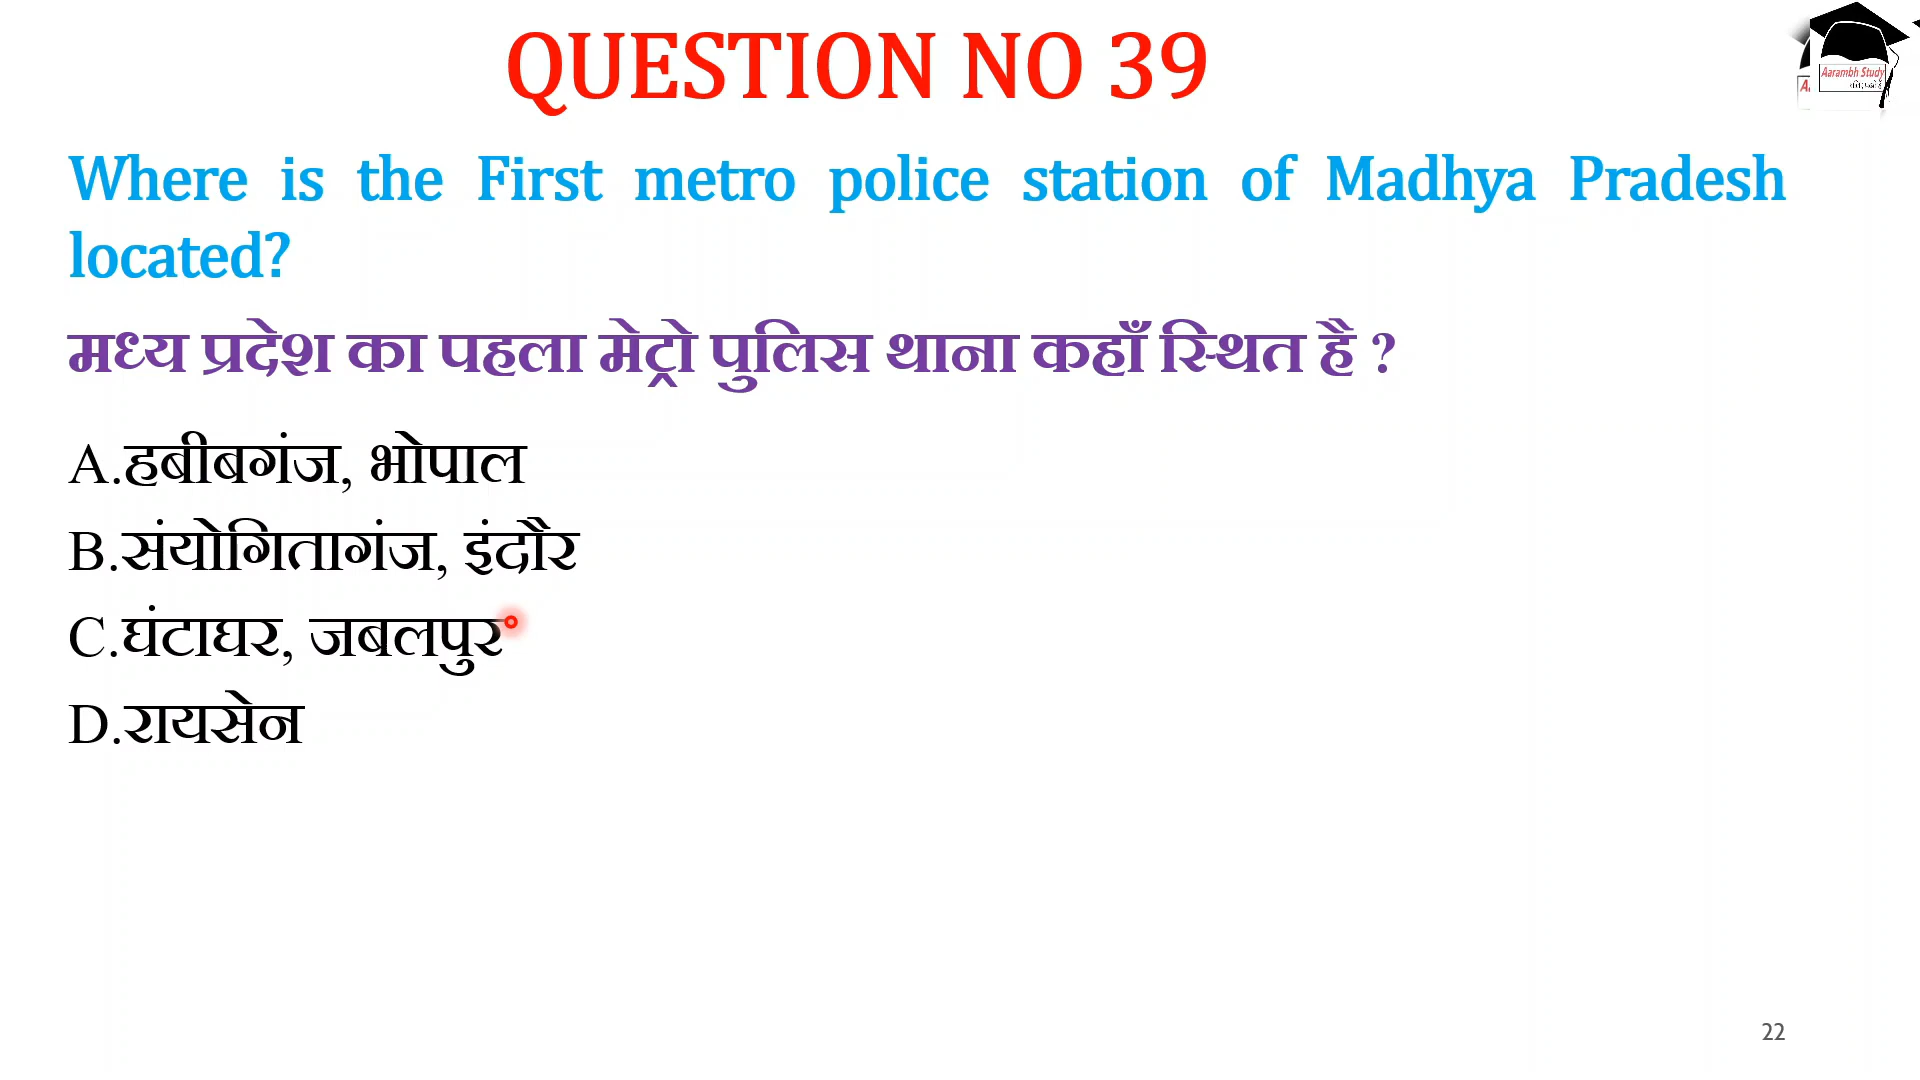 QUESTION NO 39
Aarambh Study
Where is the First metro police station of Madhya Pradesh
located?
मध्य प्रदेश का पहला मेट्रो पुलिस थाना कहाँ स्थित है ?
A.हबीबगंज, भोपाल
B.संयोगितागंज, इंदौर
C.घंटाघर, जबलपुर
D.रायसेन
22